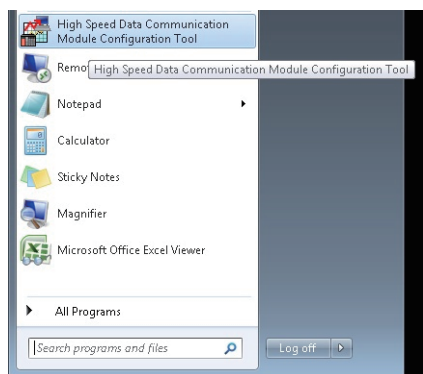 High Speed Data Communication
Module Configuration Tool
Remo
High Speed Data Communication Module Configuration Tool
Notepad
Calculator
Sticky Notes
Magnifier
Microsoft Office Excel Viewer
All Programs
Search programs and files
Log off